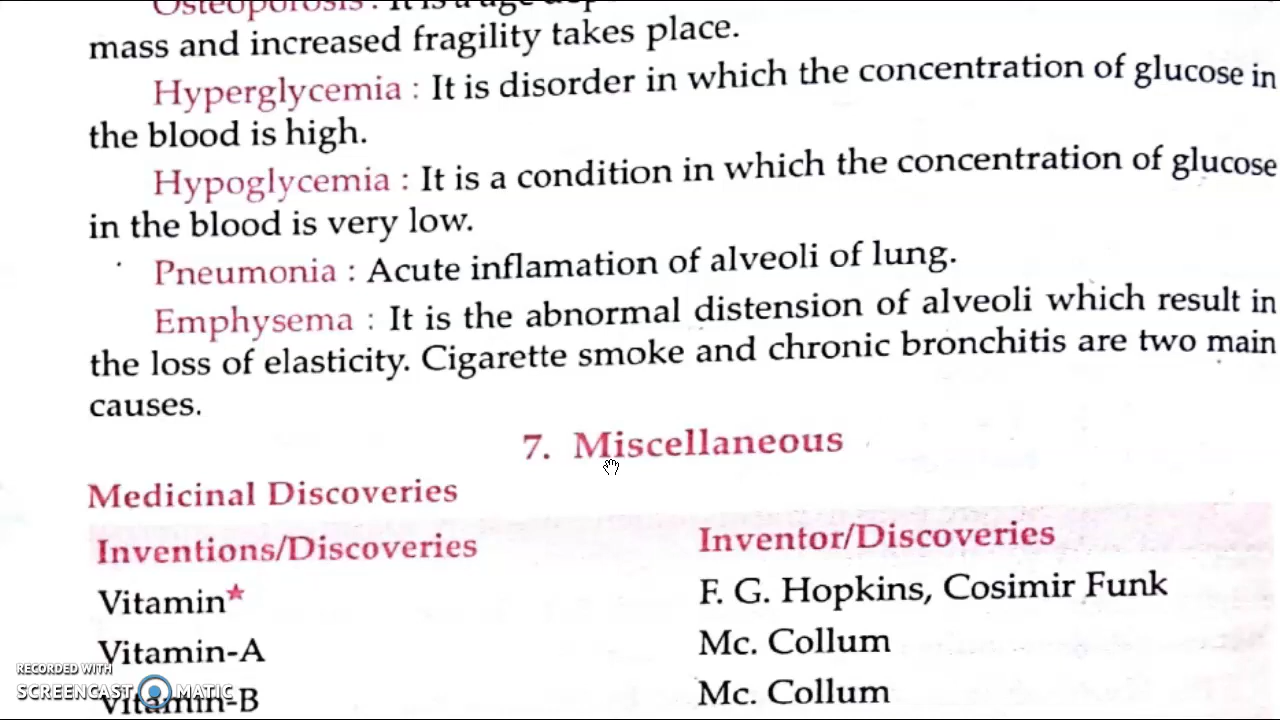 Osteoporosis : It is a age
mass and increased fragility takes place.
Hyperglycemia : It is disorder in which the concentration of glucose in
the blood is high.
Hypoglycemia : It is a condition in which the concentration of glucose
in the blood is very low.
Pneumonia : Acute inflamation of alveoli of lung.
Emphysema : It is the abnormal distension of alveoli which result in
the loss of elasticity. Cigarette smoke and chronic bronchitis are two main
causes.
7. Miscellaneous
Medicinal Discoveries
Inventions/Discoveries Inventor/Discoveries
Vitamin★ F. G. Hopkins, Cosimir Funk
Vitamin-A Mc. Collum
Vitamin-B Mc. Collum
RECORDED WITH
SCREENCAST MATIC